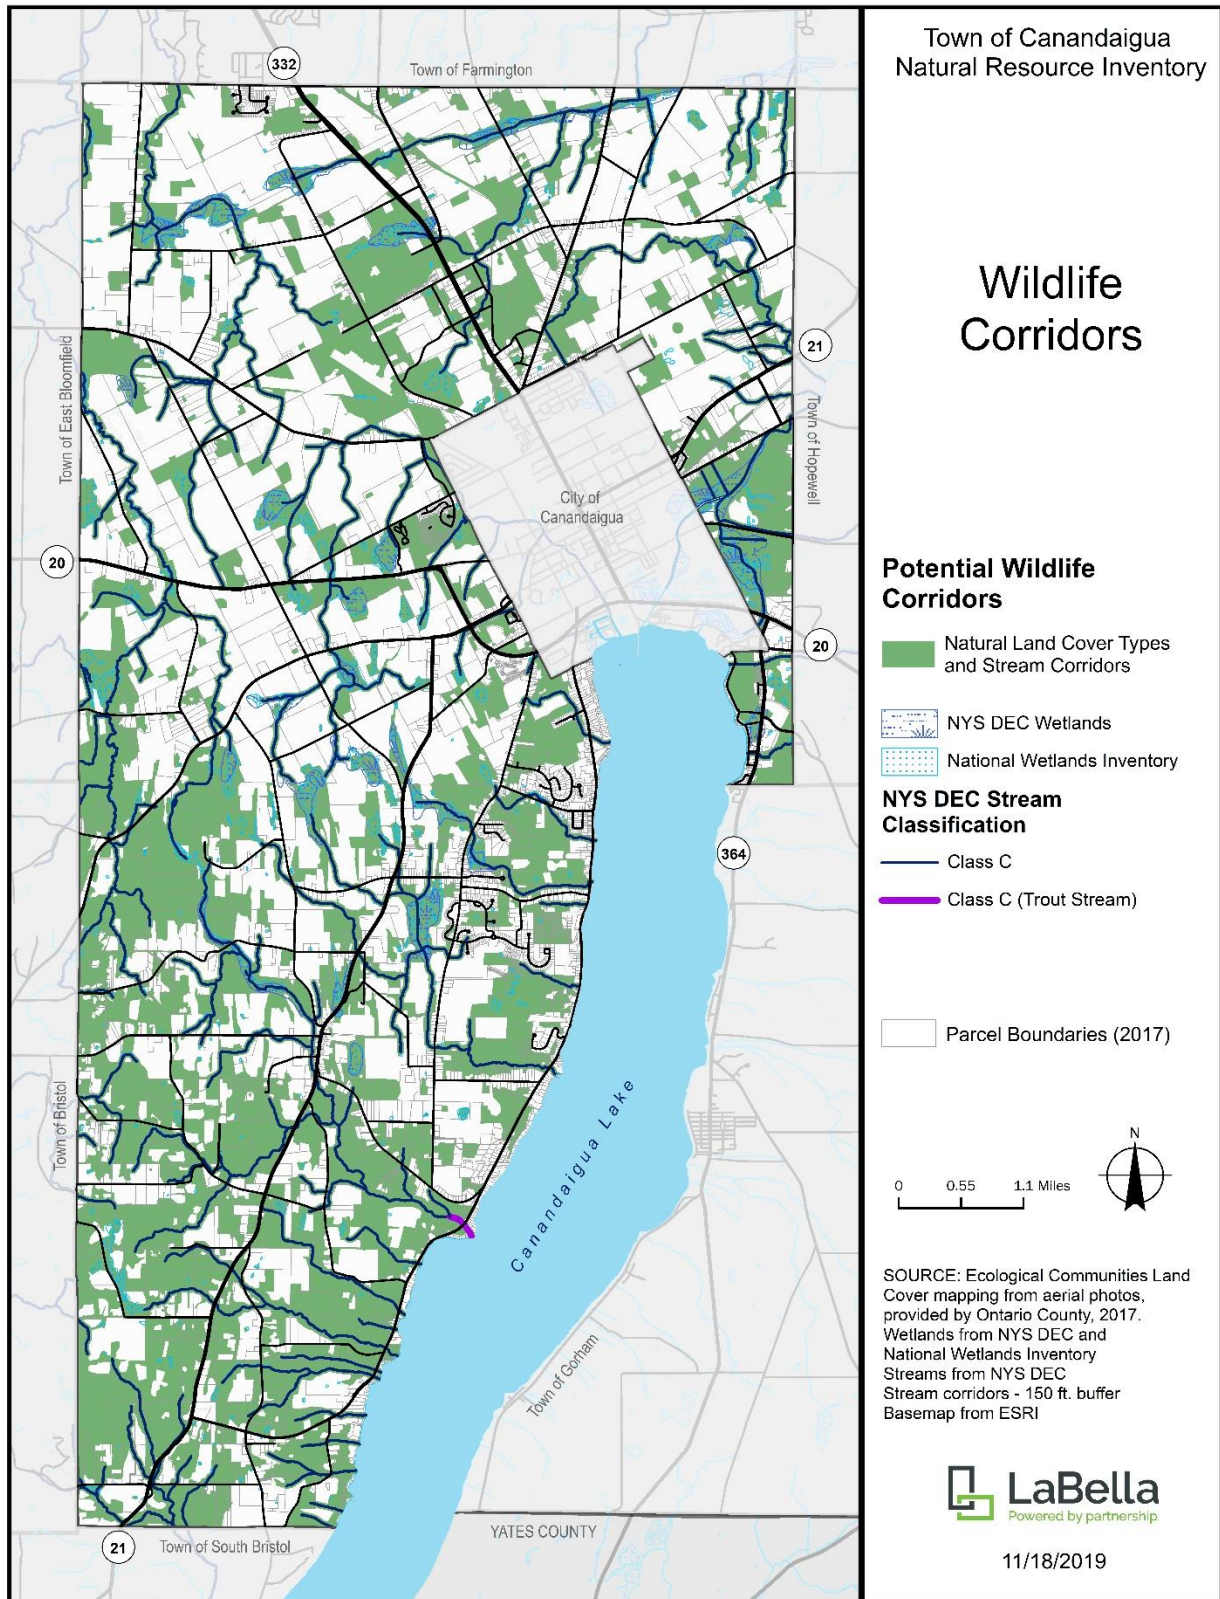 332
Town of Farmington
Town of East Bloomfield
21
Town of Hopewell
City of
Canandaigua
20
20
364
Town of Bristol
Canandaigua Lake
Town of Gorham
YATES COUNTY
21
Town of South Bristol
Town of Canandaigua
Natural Resource Inventory
Wildlife
Corridors
Potential Wildlife
Corridors
Natural Land Cover Types
and Stream Corridors
NYS DEC Wetlands
National Wetlands Inventory
NYS DEC Stream
Classification
Class C
Class C (Trout Stream)
Parcel Boundaries (2017)
N
0 0.55 1.1 Miles
SOURCE: Ecological Communities Land
Cover mapping from aerial photos,
provided by Ontario County, 2017.
Wetlands from NYS DEC and
National Wetlands Inventory
Streams from NYS DEC
Stream corridors - 150 ft. buffer
Basemap from ESRI
LaBella
Powered by partnership.
11/18/2019